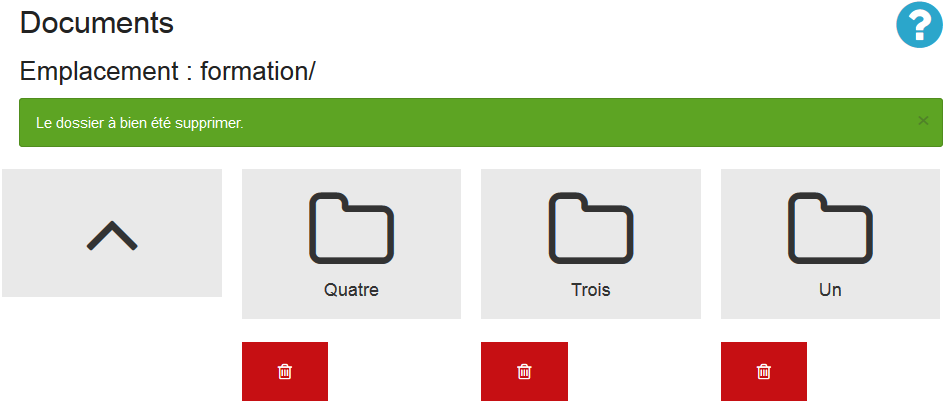 Documents
?
Emplacement : formation/
Le dossier à bien été supprimer.
×
Quatre
Trois
Un